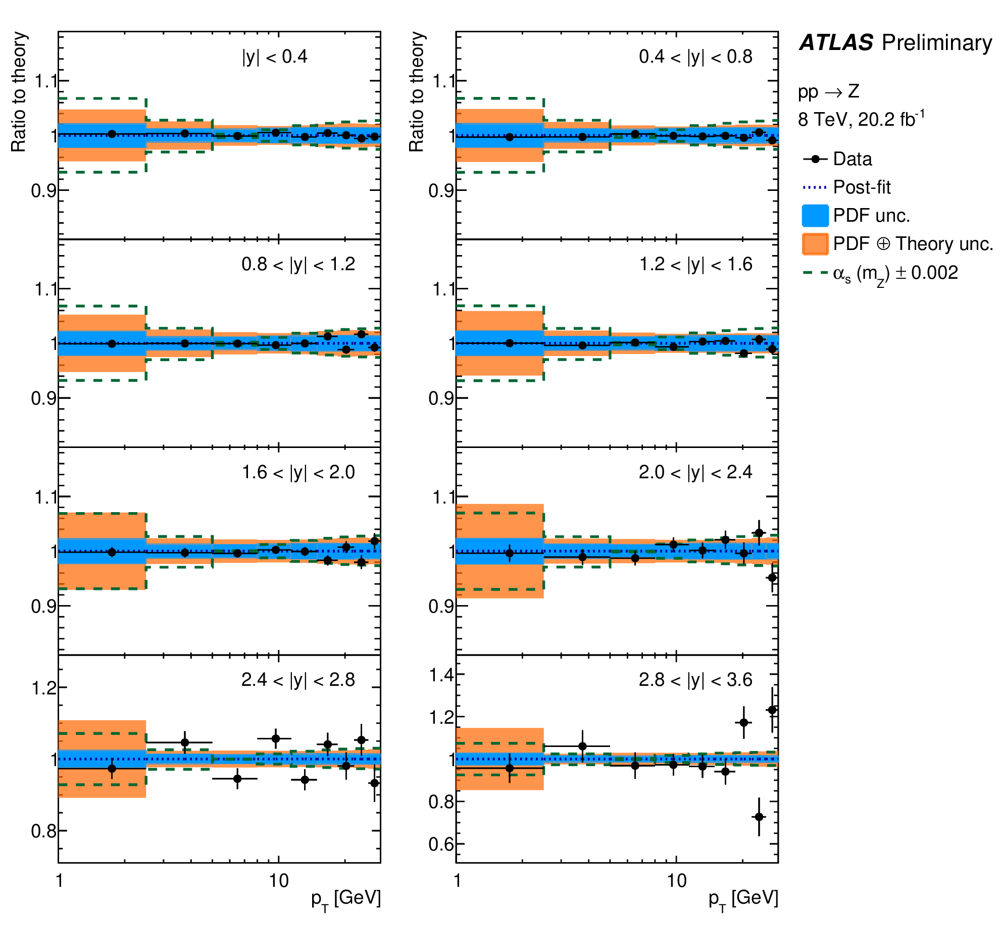 Ratio to theory
|y| < 0.4
1.1
1
0.9
Ratio to theory
0.4 < |y| < 0.8
1.1
1
0.9
ATLAS Preliminary
pp → Z
8 TeV, 20.2 fb-1
Data
Post-fit
PDF unc.
PDF ⊕ Theory unc.
αs (mZ) ± 0.002
0.8 < |y| < 1.2
1.1
1
0.9
1.2 < |y| < 1.6
1.1
1
0.9
1.6 < |y| < 2.0
1.1
1
0.9
2.0 < |y| < 2.4
1.1
1
0.9
2.4 < |y| < 2.8
1.2
1
0.8
2.8 < |y| < 3.6
1.4
1.2
1
0.8
0.6
1 10
pT [GeV]
1 10
pT [GeV]